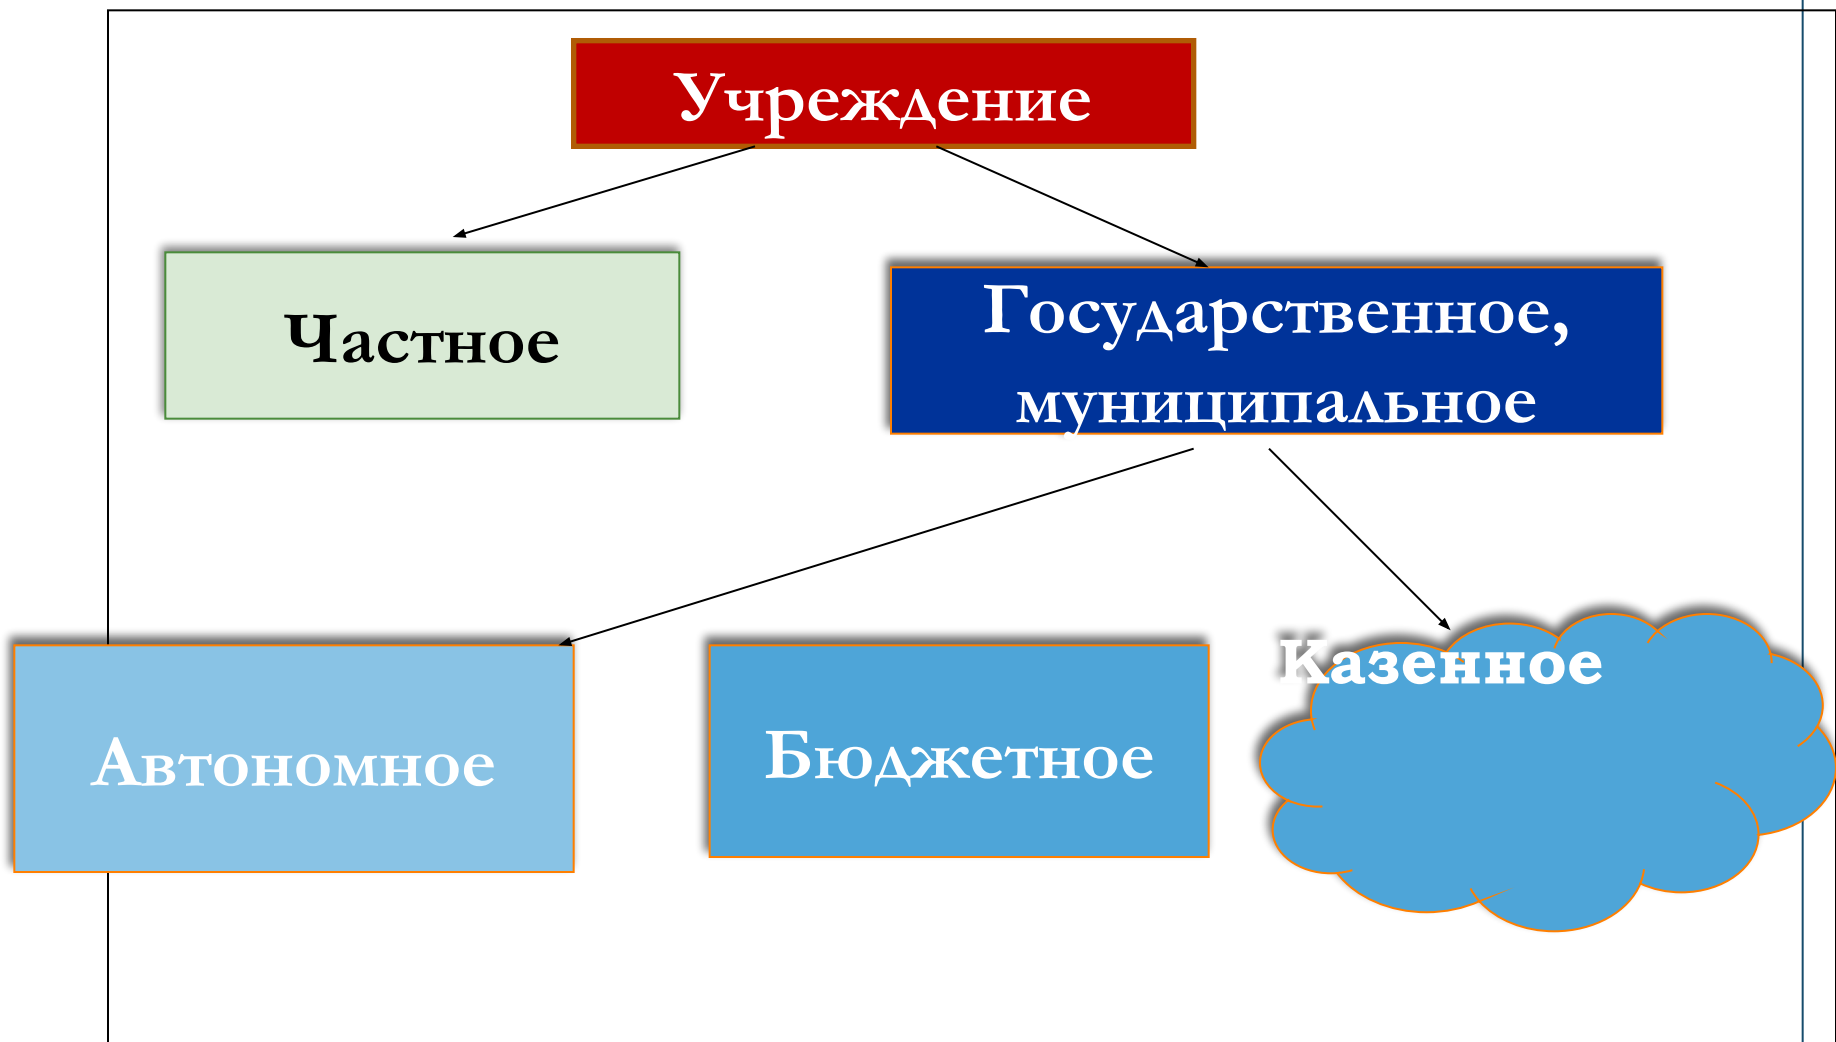 Учреждение
Частное
Государственное,
муниципальное
Автономное
Бюджетное
Казенное